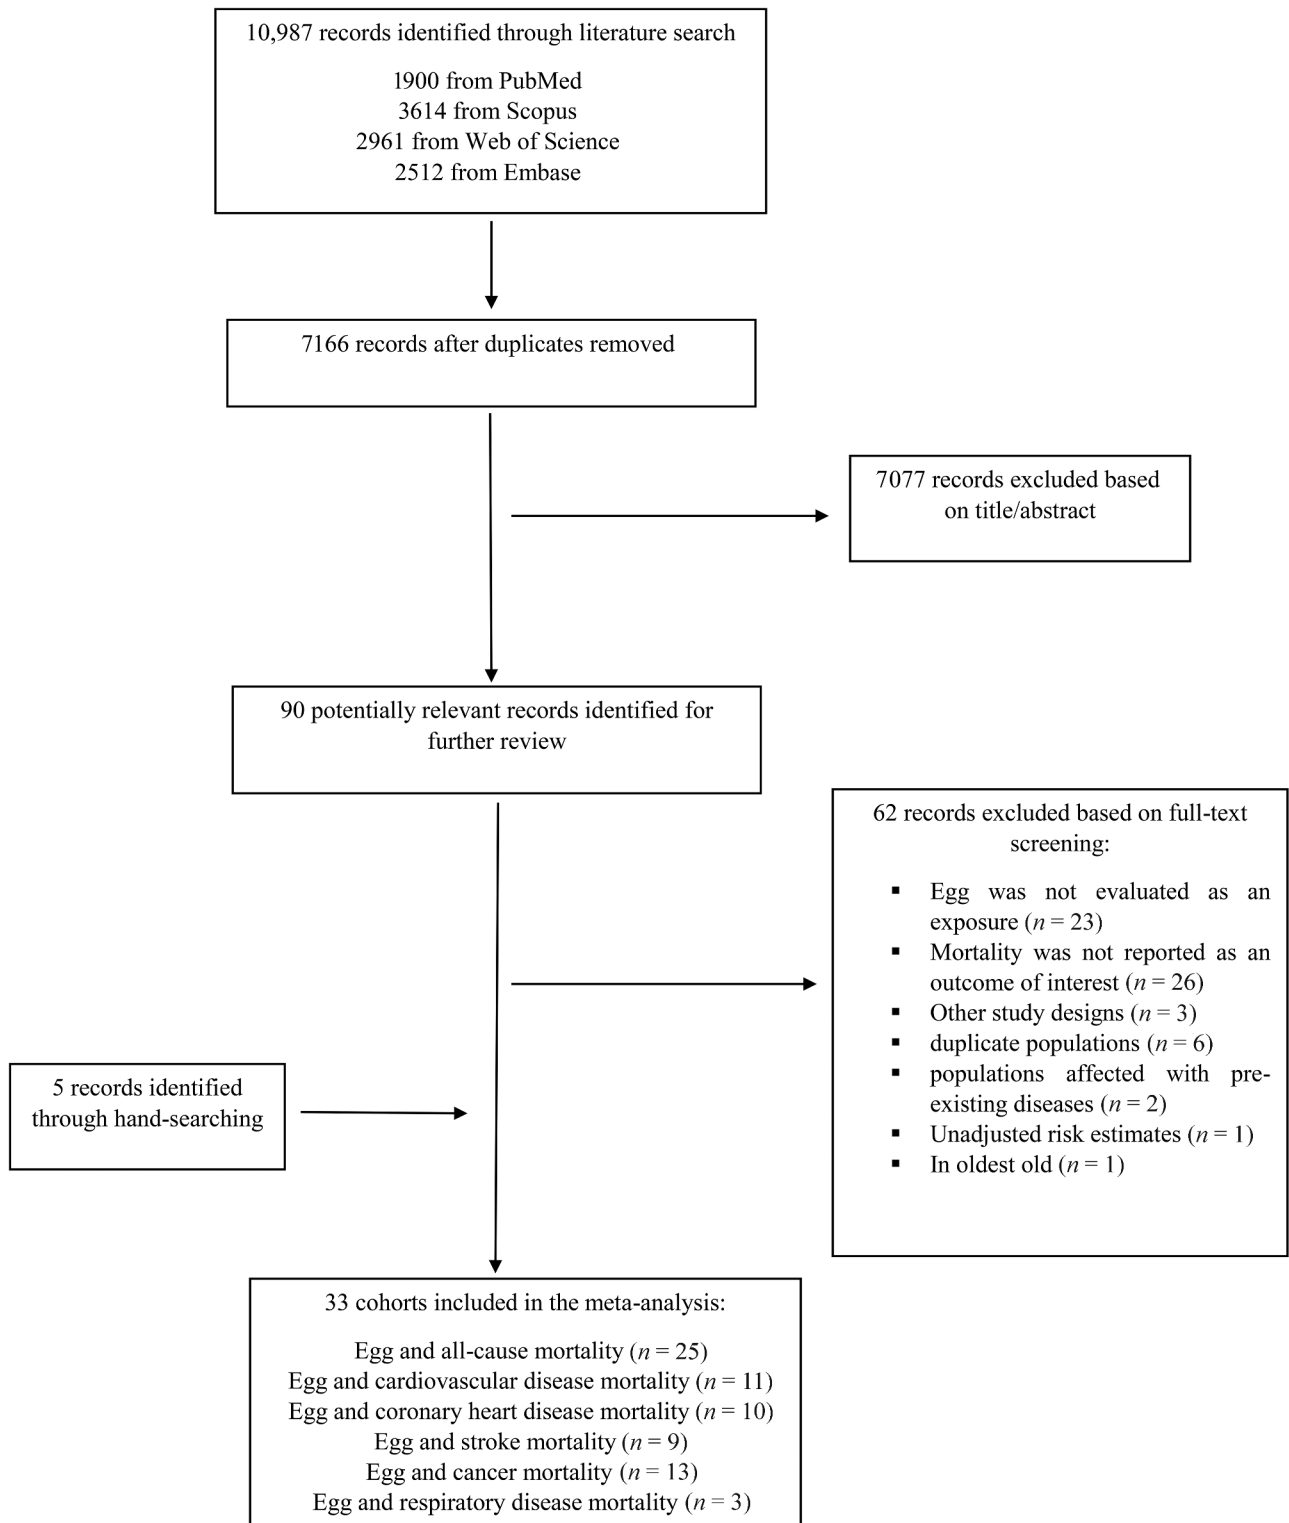 10,987 records identified through literature search
1900 from PubMed
3614 from Scopus
2961 from Web of Science
2512 from Embase
7166 records after duplicates removed
7077 records excluded based
on title/abstract
90 potentially relevant records identified for
further review
62 records excluded based on full-text
screening:
▪ Egg was not evaluated as an
exposure (n = 23)
▪ Mortality was not reported as an
outcome of interest (n = 26)
▪ Other study designs (n = 3)
▪ duplicate populations (n = 6)
▪ populations affected with pre-
existing diseases (n = 2)
▪ Unadjusted risk estimates (n = 1)
▪ In oldest old (n = 1)
5 records identified
through hand-searching
33 cohorts included in the meta-analysis:
Egg and all-cause mortality (n = 25)
Egg and cardiovascular disease mortality (n = 11)
Egg and coronary heart disease mortality (n = 10)
Egg and stroke mortality (n = 9)
Egg and cancer mortality (n = 13)
Egg and respiratory disease mortality (n = 3)